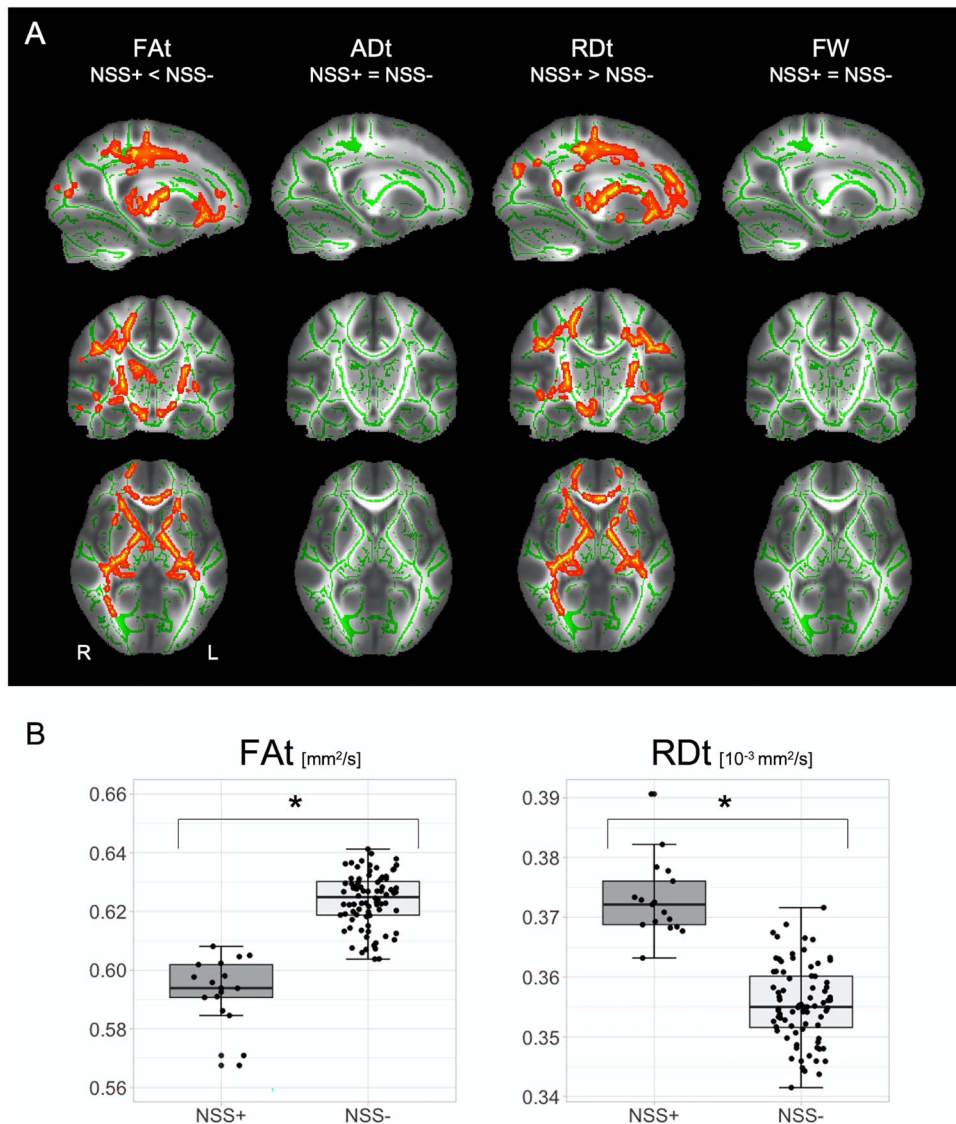 A
FAt ADt RDt FW
NSS+ < NSS- NSS+ = NSS- NSS+ > NSS- NSS+ = NSS-
R L
B
FAt [mm²/s] RDt [10⁻³ mm²/s]
0.66
0.64
0.62
0.60
0.58
0.56
*
NSS+ NSS-
0.39
0.38
0.37
0.36
0.35
0.34
*
NSS+ NSS-